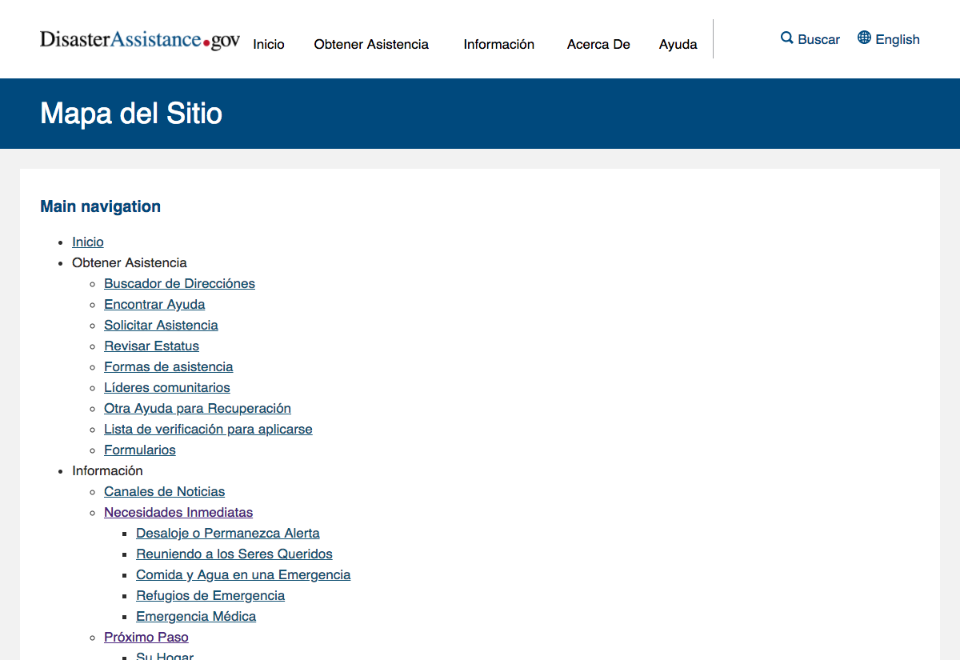 DisasterAssistance.gov
Inicio Obtener Asistencia Información Acerca De Ayuda Buscar English
Mapa del Sitio
Main navigation
Inicio
Obtener Asistencia
Buscador de Direcciónes
Encontrar Ayuda
Solicitar Asistencia
Revisar Estatus
Formas de asistencia
Líderes comunitarios
Otra Ayuda para Recuperación
Lista de verificación para aplicarse
Formularios
Información
Canales de Noticias
Necesidades Inmediatas
Desaloje o Permanezca Alerta
Reuniendo a los Seres Queridos
Comida y Agua en una Emergencia
Refugios de Emergencia
Emergencia Médica
Próximo Paso
Su Hogar